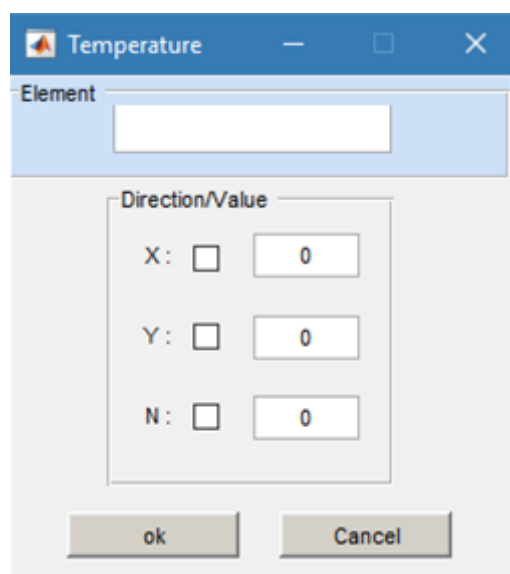 Temperature
Element
Direction/Value
X : 0
Y : 0
N : 0
ok Cancel